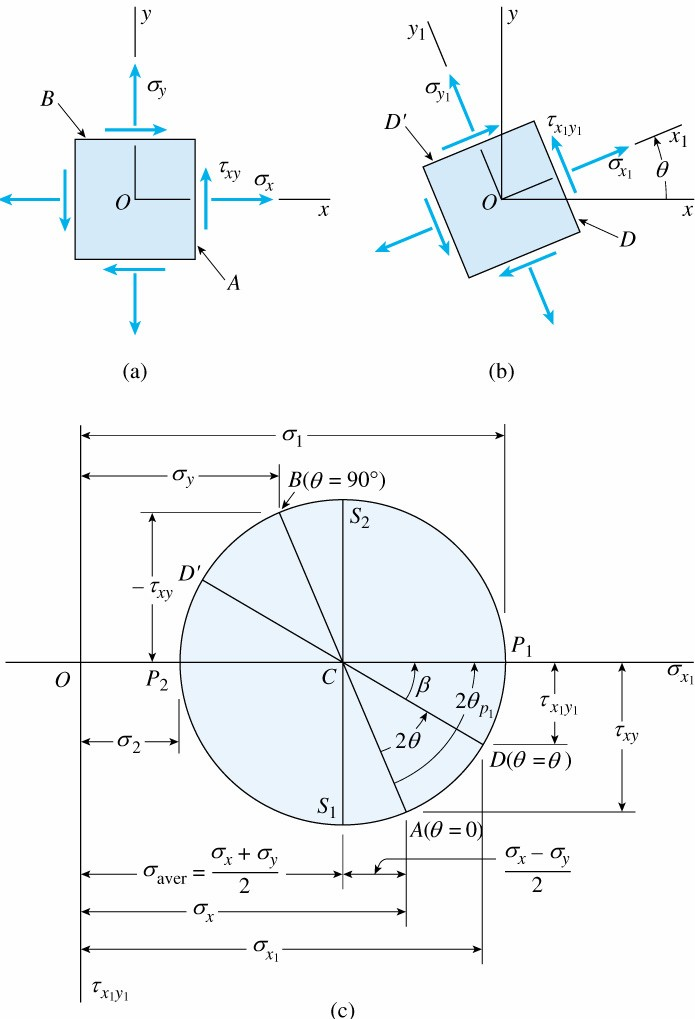 y
σy
B
τxy
σx
O
x
A
(a)
y
y₁
σy₁
D′
τx₁y₁
x₁
σx₁
θ
O
x
D
(b)
σ₁
σy
B(θ = 90°)
S₂
D′
− τxy
P₁
O
P₂
C
β
2θp₁
τx₁y₁
σx₁
τxy
2θ
σ₂
D(θ = θ)
S₁
A(θ = 0)
σaver = σx + σy / 2
σx − σy / 2
σx
σx₁
τx₁y₁
(c)